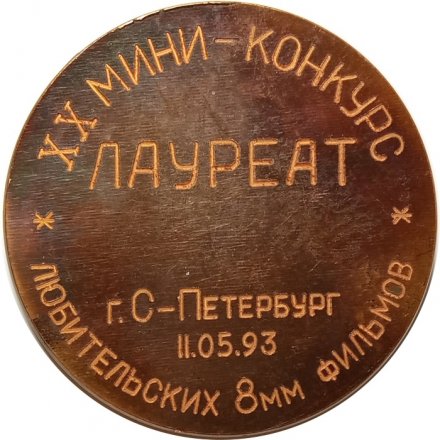 XX МИНИ-КОНКУРС
ЛАУРЕАТ
г. С-ПЕТЕРБУРГ
11.05.93
* ЛЮБИТЕЛЬСКИХ 8мм ФИЛЬМОВ *